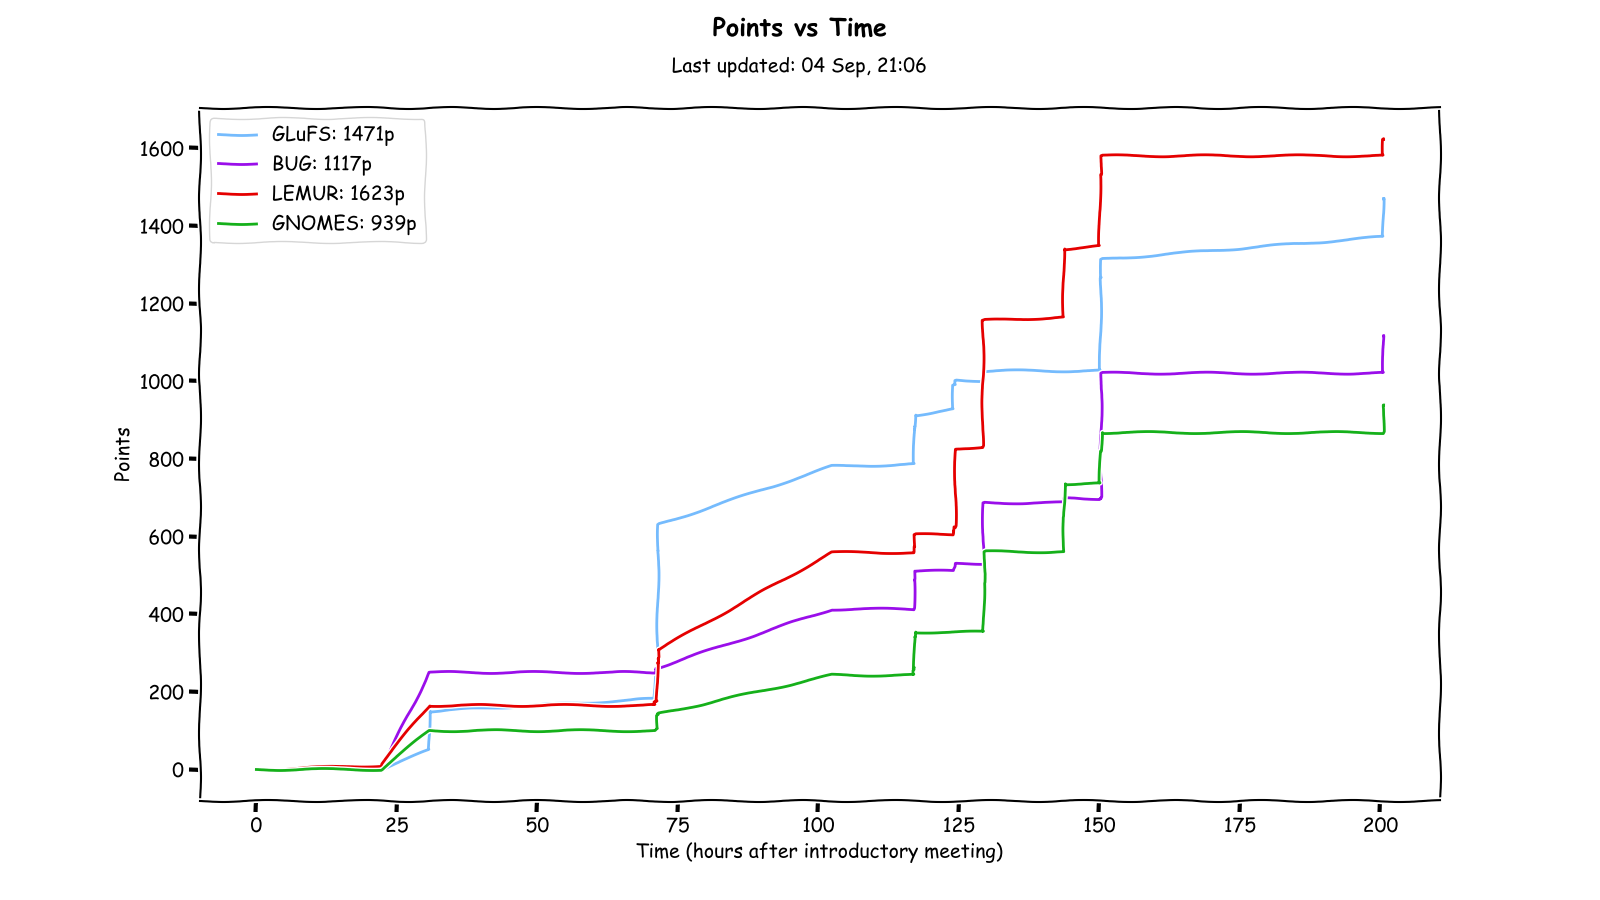 Points vs Time
Last updated: 04 Sep, 21:06
GLuFS: 1471p
BUG: 1117p
LEMUR: 1623p
GNOMES: 939p
1600
1400
1200
1000
800
600
400
200
0
Points
0 25 50 75 100 125 150 175 200
Time (hours after introductory meeting)